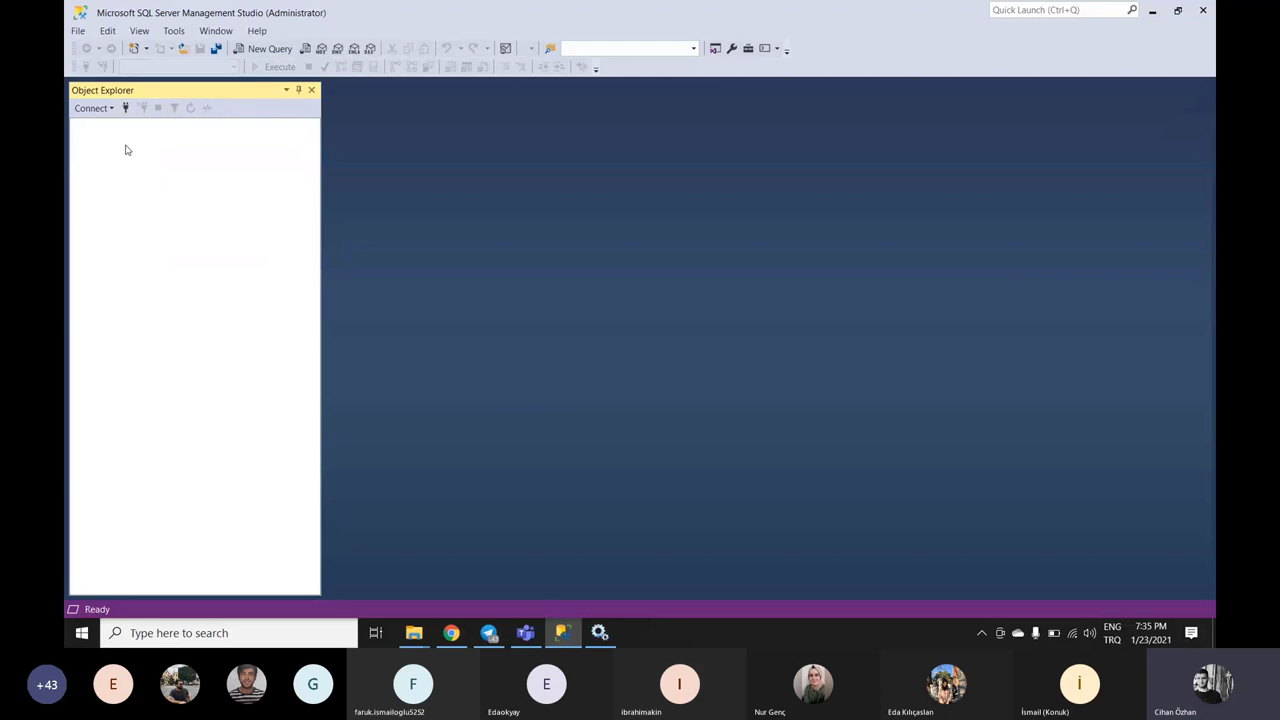 Microsoft SQL Server Management Studio (Administrator)
Quick Launch (Ctrl+Q)
File Edit View Tools Window Help
New Query
Execute
Object Explorer
Connect
Ready
Type here to search
ENG
TRQ
7:35 PM
1/23/2021
+43
E
G
F
E
I
İ
faruk.ismailoglu5252
Edaokyay
ibrahimakin
Nur Genç
Eda Kılıçaslan
İsmail (Konuk)
Cihan Özhan